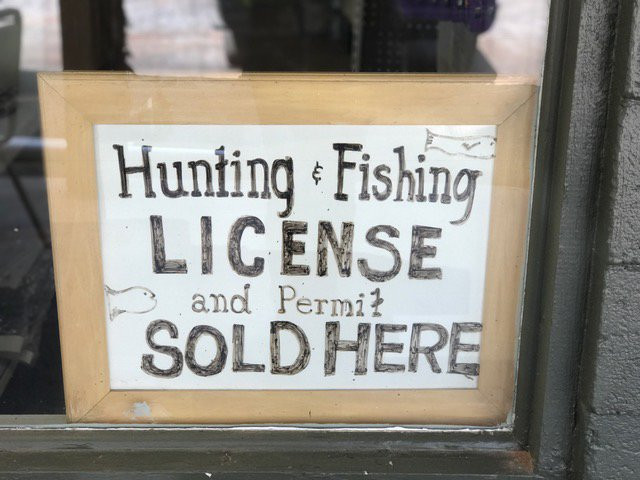 Hunting & Fishing
LICENSE
and Permit
SOLD HERE